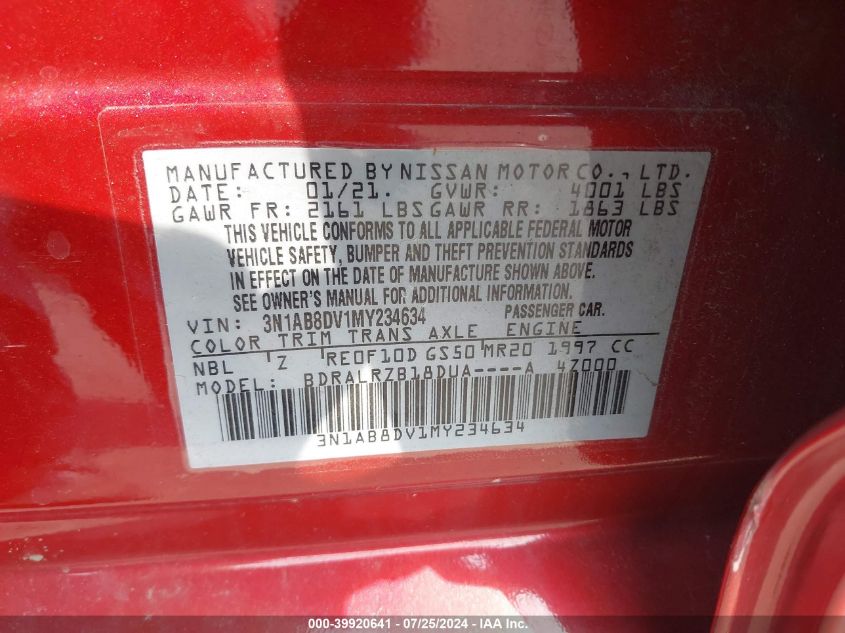 MANUFACTURED BY NISSAN MOTOR CO., LTD.
DATE: 01/21. GVWR: 4001 LBS
GAWR FR: 2161 LBS GAWR RR: 1863 LBS
THIS VEHICLE CONFORMS TO ALL APPLICABLE FEDERAL MOTOR
VEHICLE SAFETY, BUMPER AND THEFT PREVENTION STANDARDS
IN EFFECT ON THE DATE OF MANUFACTURE SHOWN ABOVE.
SEE OWNER'S MANUAL FOR ADDITIONAL INFORMATION.
VIN: 3N1AB8DV1MY234634 PASSENGER CAR.
COLOR TRIM TRANS AXLE ENGINE
NBL Z RE0F10D GS50 MR20 1997 CC
MODEL: BDRALRZB18DUA----A 4Z000
3N1AB8DV1MY234634
000-39920641 - 07/25/2024 - IAAI.com